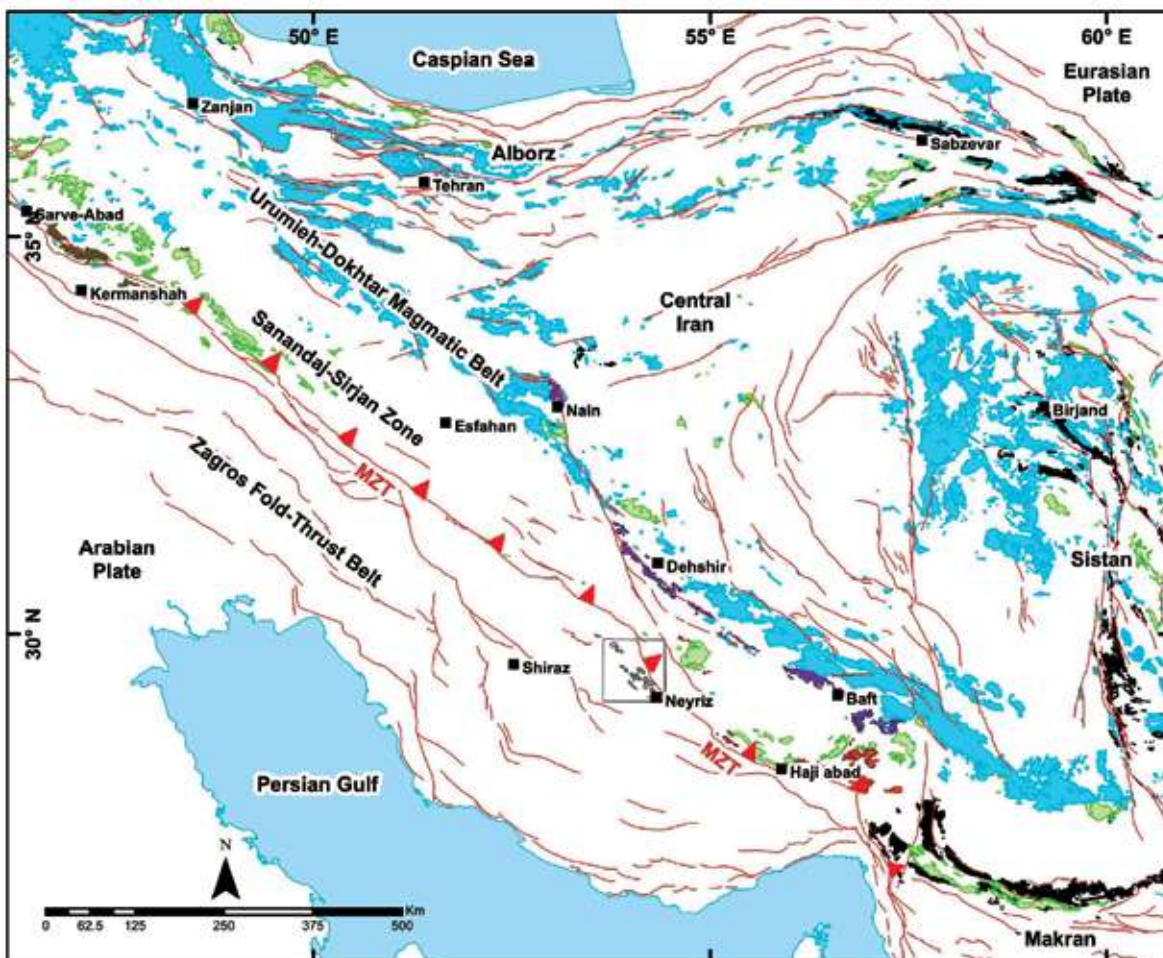 50° E
55° E
60° E
Caspian Sea
Eurasian
Plate
Zanjan
Alborz
Sabzevar
Tehran
Sarve-Abad
35°
Urumieh-Dokhtar Magmatic Belt
Kermanshah
Central
Iran
Sanandaj-Sirjan Zone
Nain
Birjand
Esfahan
MZT
Zagros Fold-Thrust Belt
Arabian
Plate
Dehshir
Sistan
30° N
Shiraz
Neyriz
Baft
MZT
Haji abad
Persian Gulf
N
Km
0 62.5 125 250 375 500
Makran